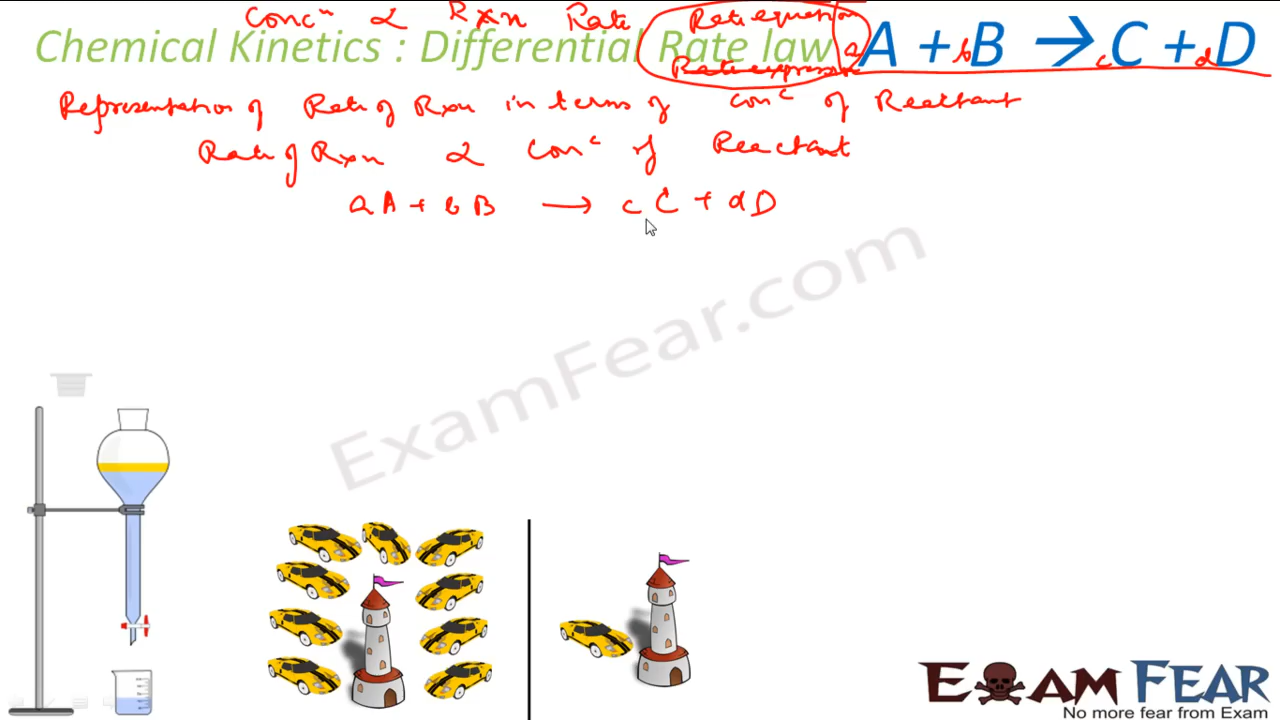 Concⁿ ∝ Rxn Rate Rate equation
Chemical Kinetics : Differential Rate law aA + bB → cC + dD
Rate expression
Representation of Rate of Rxn in terms of Concⁿ of Reactant
Rate of Rxn ∝ Concⁿ of Reactant
aA + bB → cC + dD
ExamFear.com
EXAM FEAR
No more fear from Exam